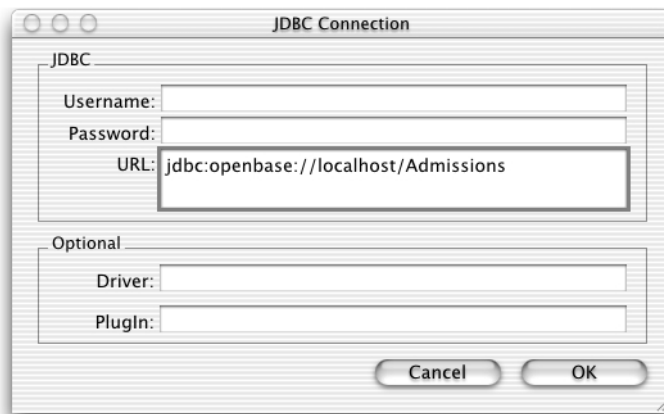 JDBC Connection
JDBC
Username:
Password:
URL: jdbc:openbase://localhost/Admissions
Optional
Driver:
PlugIn:
Cancel OK